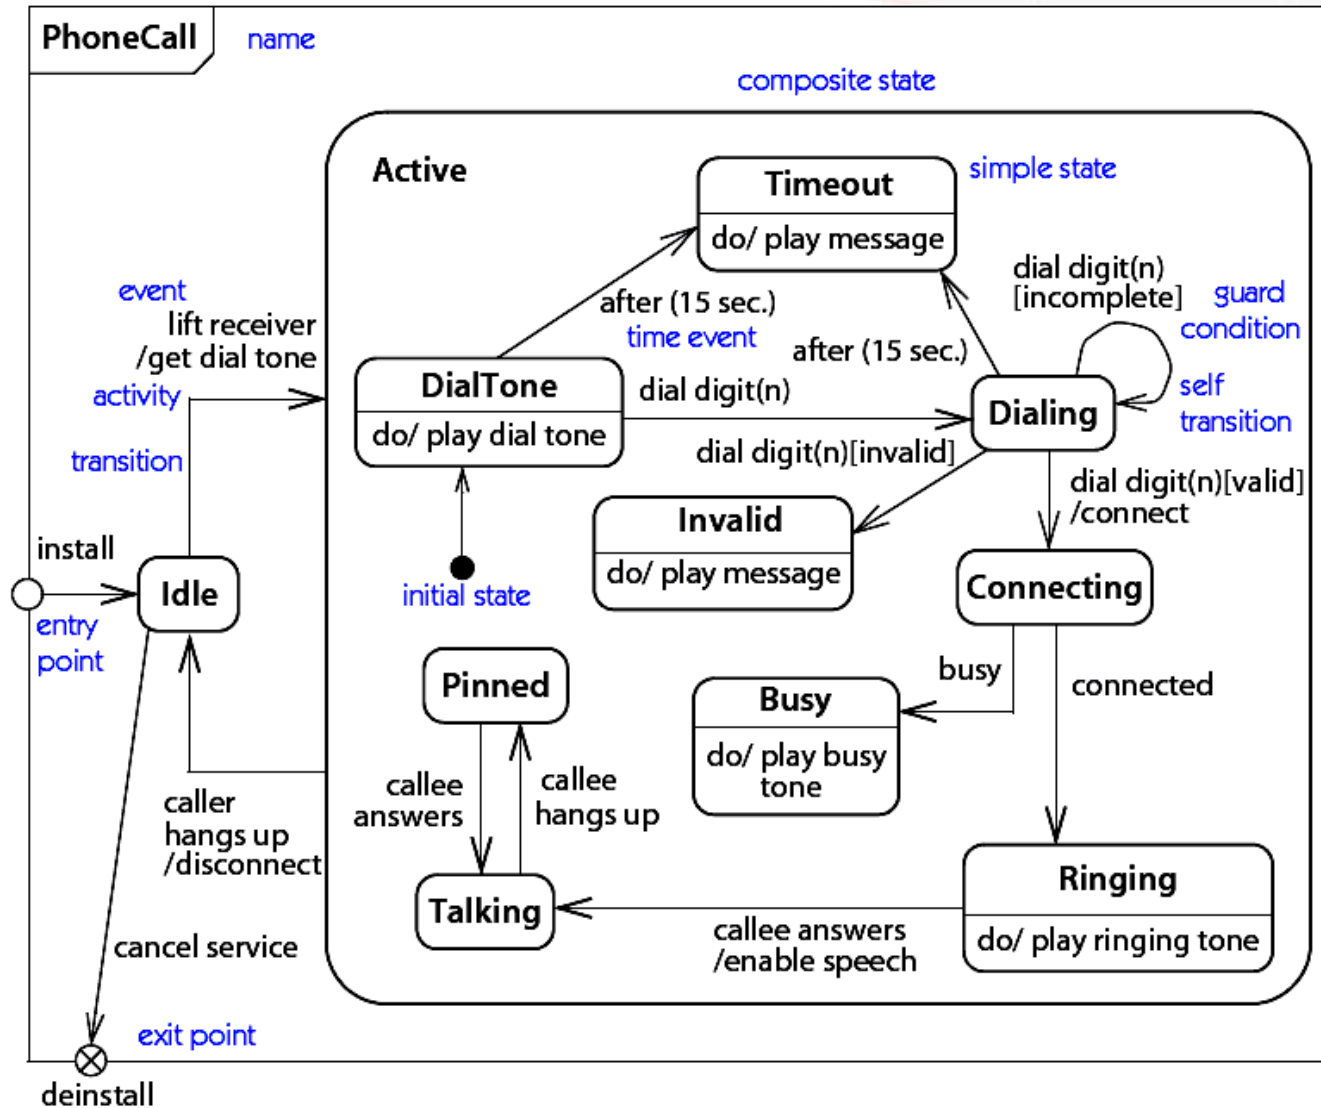 PhoneCall
name
composite state
Active
Timeout
do/ play message
simple state
dial digit(n)
[incomplete]
guard
condition
event
lift receiver
/get dial tone
after (15 sec.)
time event
after (15 sec.)
activity
DialTone
do/ play dial tone
dial digit(n)
Dialing
self
transition
transition
dial digit(n)[invalid]
dial digit(n)[valid]
/connect
Invalid
do/ play message
install
Idle
entry
point
initial state
Connecting
Pinned
busy
connected
Busy
do/ play busy
tone
callee
answers
callee
hangs up
caller
hangs up
/disconnect
Talking
Ringing
do/ play ringing tone
callee answers
/enable speech
cancel service
exit point
deinstall